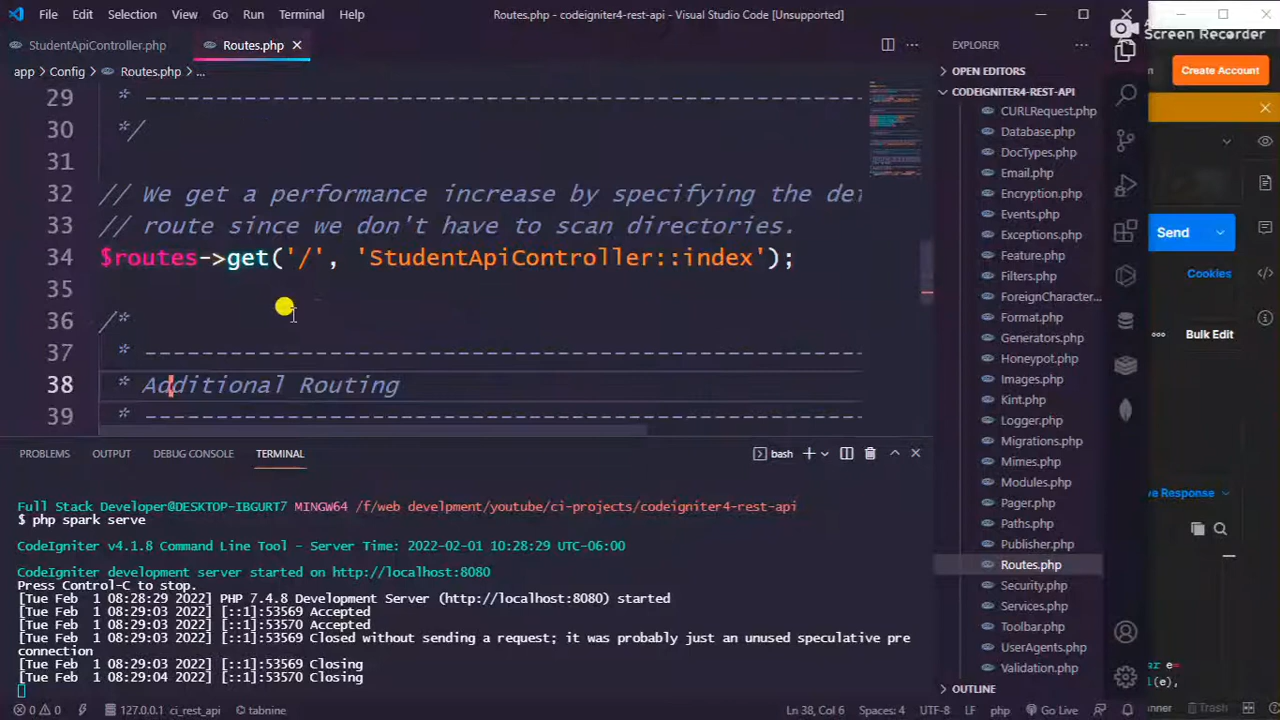 File Edit Selection View Go Run Terminal Help
Routes.php - codeigniter4-rest-api - Visual Studio Code [Unsupported]
Screen Recorder
StudentApiController.php
Routes.php
EXPLORER
Create Account
app > Config > Routes.php > ...
OPEN EDITORS
CODEIGNITER4-REST-API
29 * ----------------------------------------------------
30 */
31
32 // We get a performance increase by specifying the de
33 // route since we don't have to scan directories.
34 $routes->get('/', 'StudentApiController::index');
35
36 /*
37 * ----------------------------------------------------
38 * Additional Routing
39 * ----------------------------------------------------
CURLRequest.php
Database.php
DocTypes.php
Email.php
Encryption.php
Events.php
Exceptions.php
Feature.php
Filters.php
ForeignCharacter...
Format.php
Generators.php
Honeypot.php
Images.php
Kint.php
Logger.php
Migrations.php
Mimes.php
Modules.php
Pager.php
Paths.php
Publisher.php
Routes.php
Security.php
Services.php
Toolbar.php
UserAgents.php
Validation.php
OUTLINE
Send
Cookies
Bulk Edit
ve Response
PROBLEMS OUTPUT DEBUG CONSOLE TERMINAL
bash
Full Stack Developer@DESKTOP-IBGURT7 MINGW64 /f/web develpment/youtube/ci-projects/codeigniter4-rest-api
$ php spark serve
CodeIgniter v4.1.8 Command Line Tool - Server Time: 2022-02-01 10:28:29 UTC-06:00
CodeIgniter development server started on http://localhost:8080
Press Control-C to stop.
[Tue Feb 1 08:28:29 2022] PHP 7.4.8 Development Server (http://localhost:8080) started
[Tue Feb 1 08:29:03 2022] [::1]:53569 Accepted
[Tue Feb 1 08:29:03 2022] [::1]:53570 Accepted
[Tue Feb 1 08:29:03 2022] [::1]:53569 Closed without sending a request; it was probably just an unused speculative pre
connection
[Tue Feb 1 08:29:03 2022] [::1]:53569 Closing
[Tue Feb 1 08:29:04 2022] [::1]:53570 Closing
ar e=
l(e),
0 0 127.0.0.1 ci_rest_api tabnine
Ln 38, Col 6 Spaces: 4 UTF-8 LF php Go Live
nner Trash